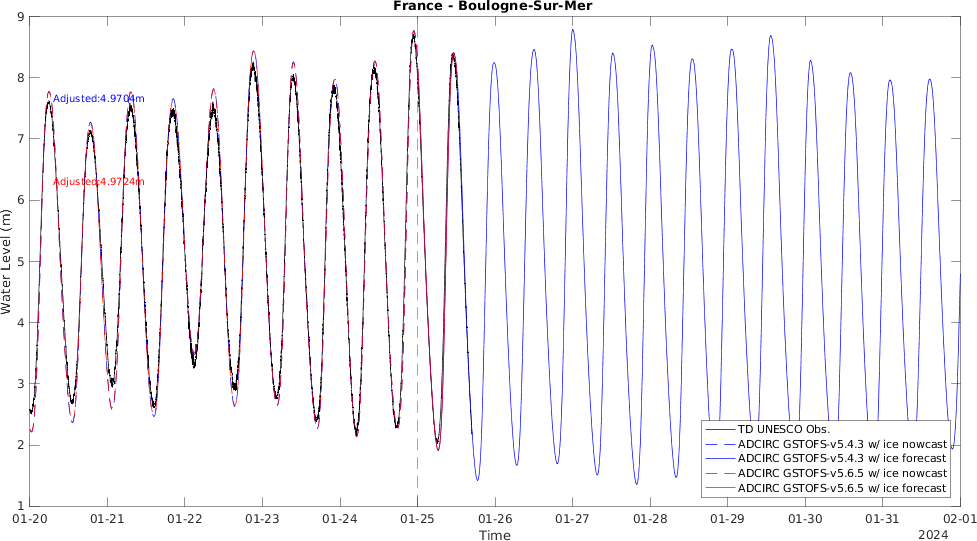 France - Boulogne-Sur-Mer
9
8
7
6
5
4
3
2
1
Water Level (m)
Adjusted:4.9704m
Adjusted:4.9724m
TD UNESCO Obs.
ADCIRC GSTOFS-v5.4.3 w/ ice nowcast
ADCIRC GSTOFS-v5.4.3 w/ ice forecast
ADCIRC GSTOFS-v5.6.5 w/ ice nowcast
ADCIRC GSTOFS-v5.6.5 w/ ice forecast
01-20 01-21 01-22 01-23 01-24 01-25 01-26 01-27 01-28 01-29 01-30 01-31 02-01
Time
2024